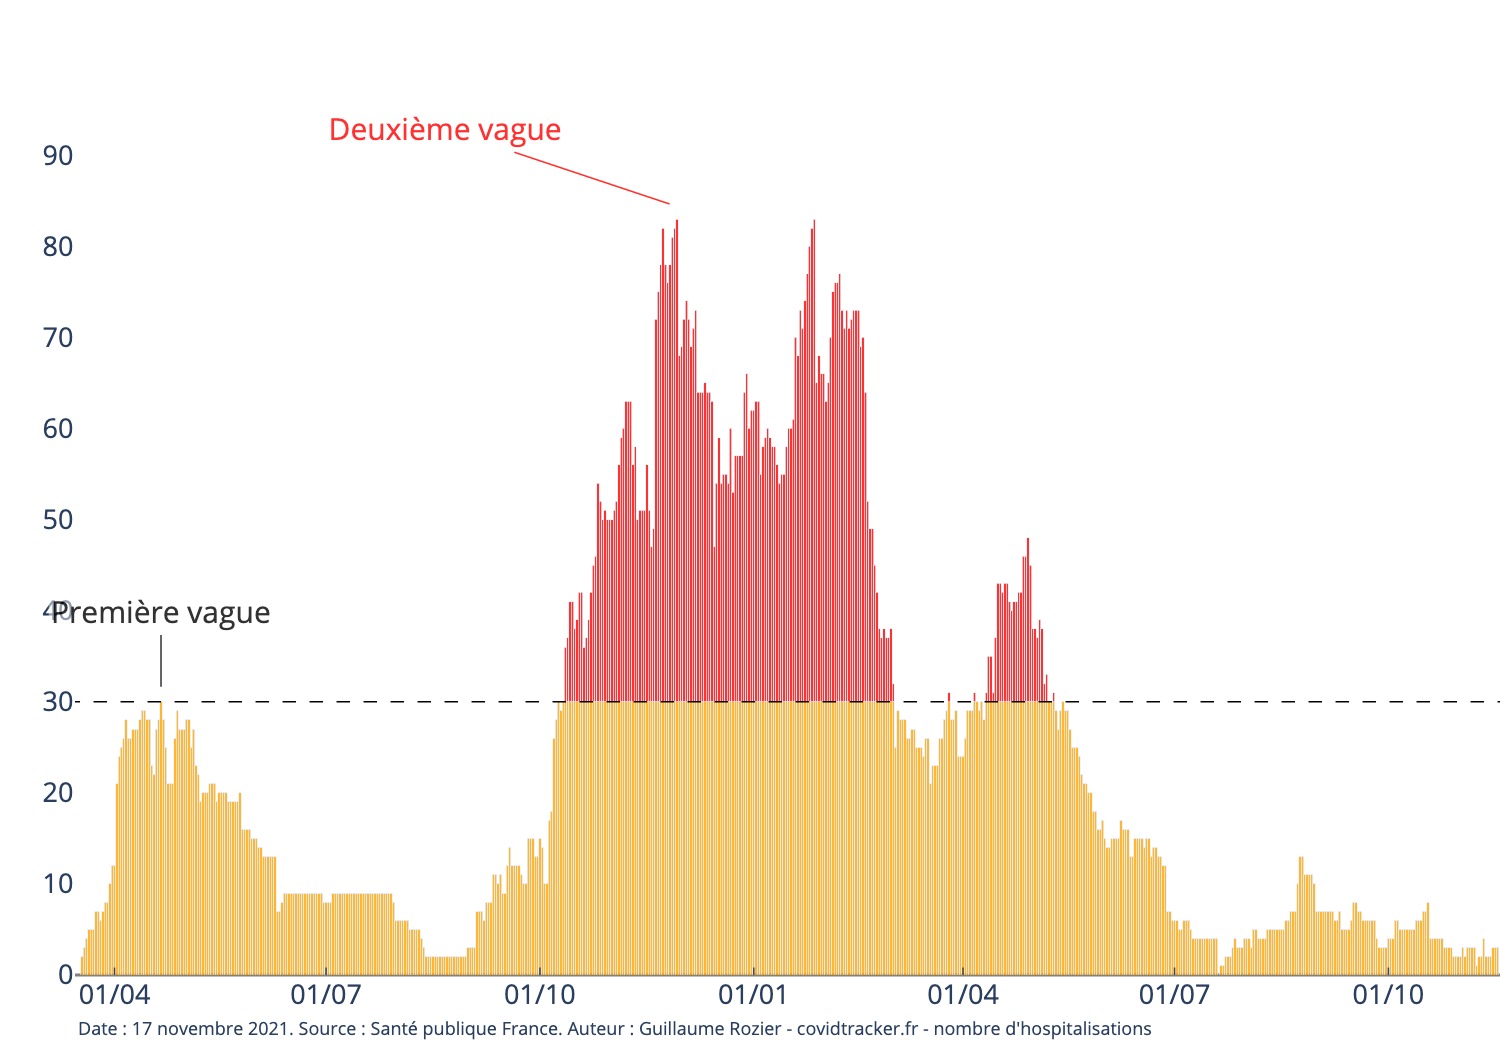 Deuxième vague
90
80
70
60
50
40
Première vague
30
20
10
0
01/04 01/07 01/10 01/01 01/04 01/07 01/10
Date : 17 novembre 2021. Source : Santé publique France. Auteur : Guillaume Rozier - covidtracker.fr - nombre d'hospitalisations